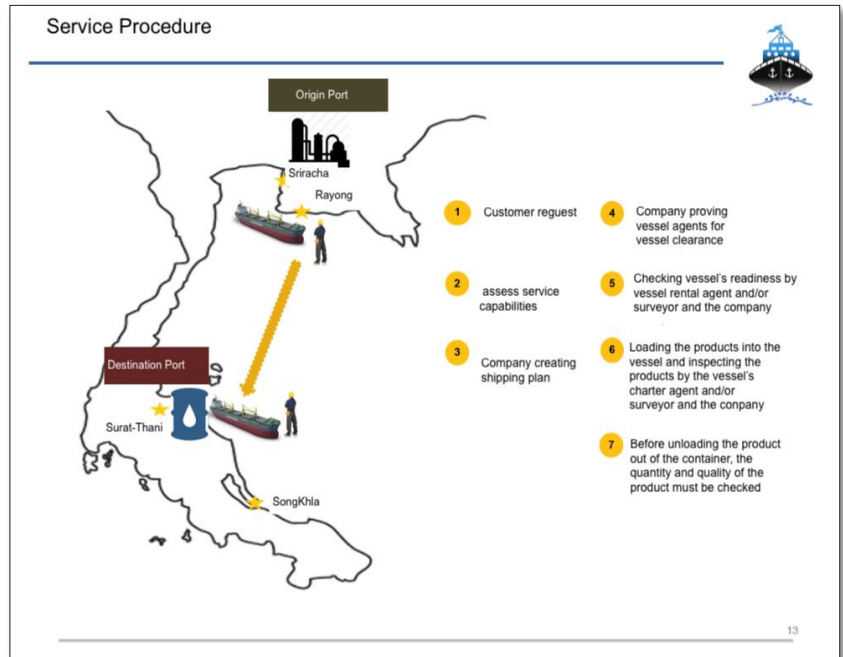 Service Procedure
Origin Port
Sriracha
Rayong
Destination Port
Surat-Thani
SongKhla
1
Customer reguest
2
assess service
capabilities
3
Company creating
shipping plan
4
Company proving
vessel agents for
vessel clearance
5
Checking vessel's readiness by
vessel rental agent and/or
surveyor and the company
6
Loading the products into the
vessel and inspecting the
products by the vessel's
charter agent and/or
surveyor and the conpany
7
Before unloading the product
out of the container, the
quantity and quality of the
product must be checked
13